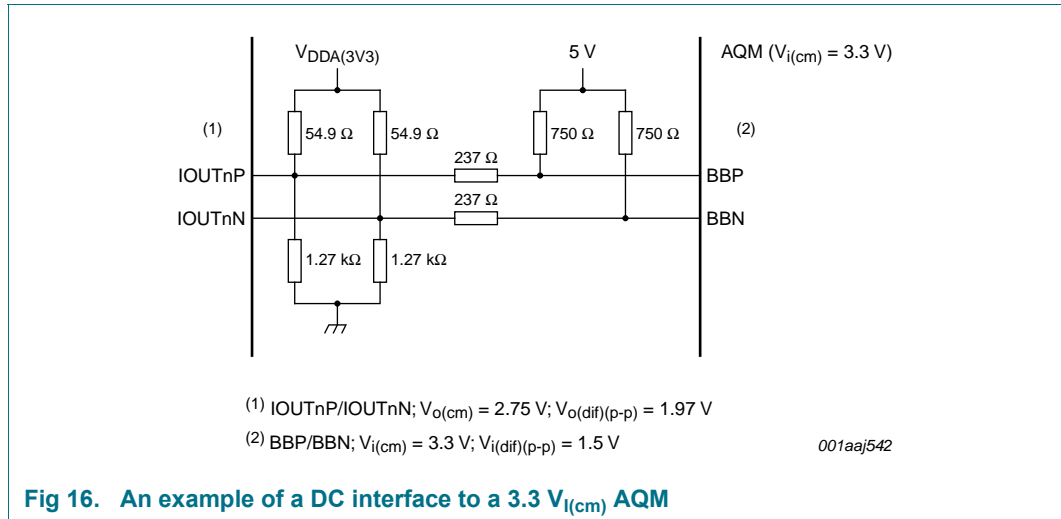 V_DDA(3V3)
5 V
AQM (V_i(cm) = 3.3 V)
(1)
54.9 Ω
54.9 Ω
750 Ω
750 Ω
(2)
237 Ω
IOUTnP
BBP
237 Ω
IOUTnN
BBN
1.27 kΩ
1.27 kΩ
(1) IOUTnP/IOUTnN; V_o(cm) = 2.75 V; V_o(dif)(p-p) = 1.97 V
(2) BBP/BBN; V_i(cm) = 3.3 V; V_i(dif)(p-p) = 1.5 V
001aaj542
Fig 16. An example of a DC interface to a 3.3 V_I(cm) AQM